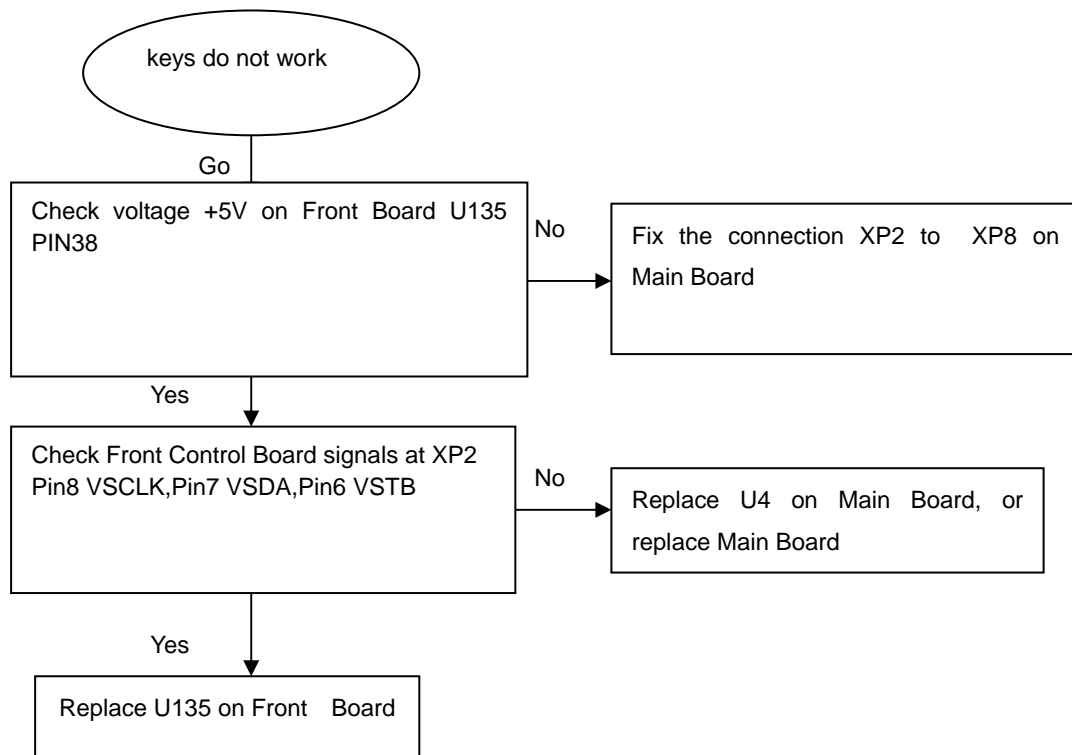 keys do not work
Go
Check voltage +5V on Front Board U135
PIN38
No
Fix the connection XP2 to XP8 on
Main Board
Yes
Check Front Control Board signals at XP2
Pin8 VSCLK,Pin7 VSDA,Pin6 VSTB
No
Replace U4 on Main Board, or
replace Main Board
Yes
Replace U135 on Front Board